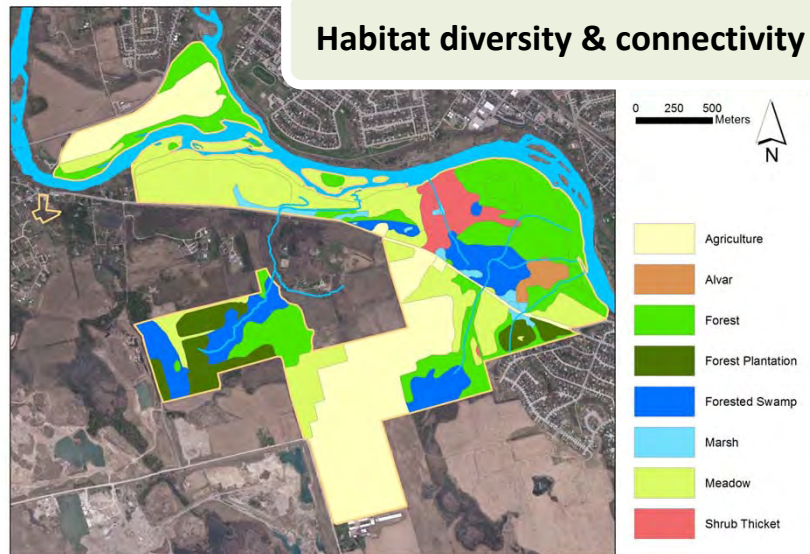 Habitat diversity & connectivity
0 250 500
Meters
N
Agriculture
Alvar
Forest
Forest Plantation
Forested Swamp
Marsh
Meadow
Shrub Thicket